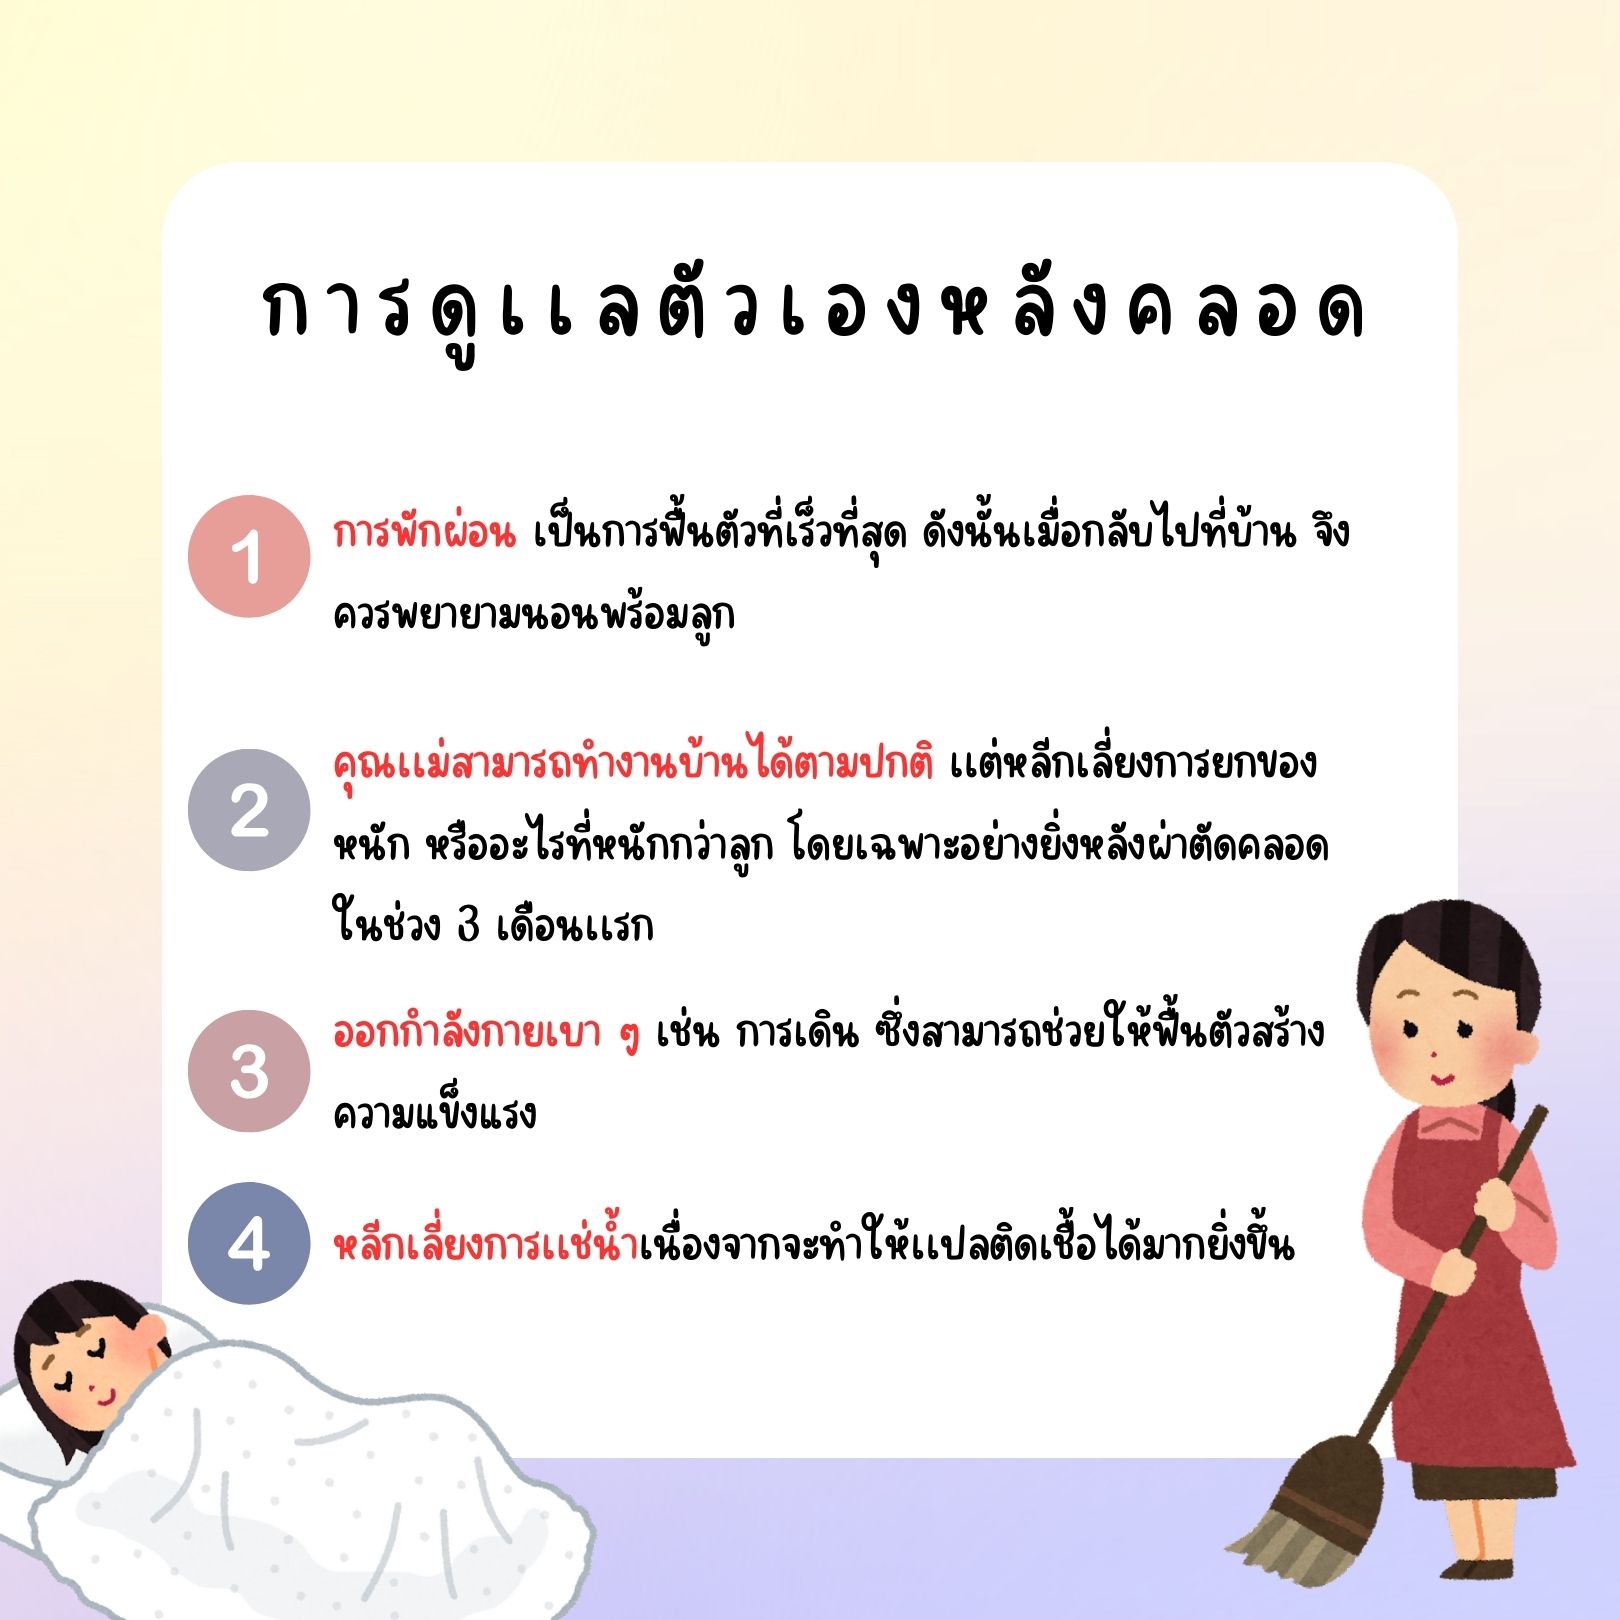 การดูแลตัวเองหลังคลอด
1
การพักผ่อน เป็นการฟื้นตัวที่เร็วที่สุด ดังนั้นเมื่อกลับไปที่บ้าน จึง
ควรพยายามนอนพร้อมลูก
2
คุณแม่สามารถทำงานบ้านได้ตามปกติ แต่หลีกเลี่ยงการยกของ
หนัก หรืออะไรที่หนักกว่าลูก โดยเฉพาะอย่างยิ่งหลังผ่าตัดคลอด
ในช่วง 3 เดือนแรก
3
ออกกำลังกายเบา ๆ เช่น การเดิน ซึ่งสามารถช่วยให้ฟื้นตัวสร้าง
ความแข็งแรง
4
หลีกเลี่ยงการแช่น้ำเนื่องจากจะทำให้แปลติดเชื้อได้มากยิ่งขึ้น